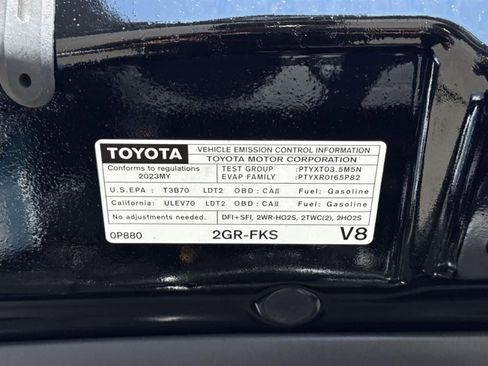 TOYOTA VEHICLE EMISSION CONTROL INFORMATION
TOYOTA MOTOR CORPORATION
Conforms to regulations TEST GROUP :PTYXT03.5M5N
2023MY EVAP FAMILY :PTYXR0165P82
U.S.EPA : T3B70 LDT2 OBD : CAII Fuel: Gasoline
California: ULEV70 LDT2 OBD : CAII Fuel: Gasoline
No adjustments needed. DFI+SFI, 2WR-HO2S, 2TWC(2), 2HO2S
0P880 2GR-FKS V8